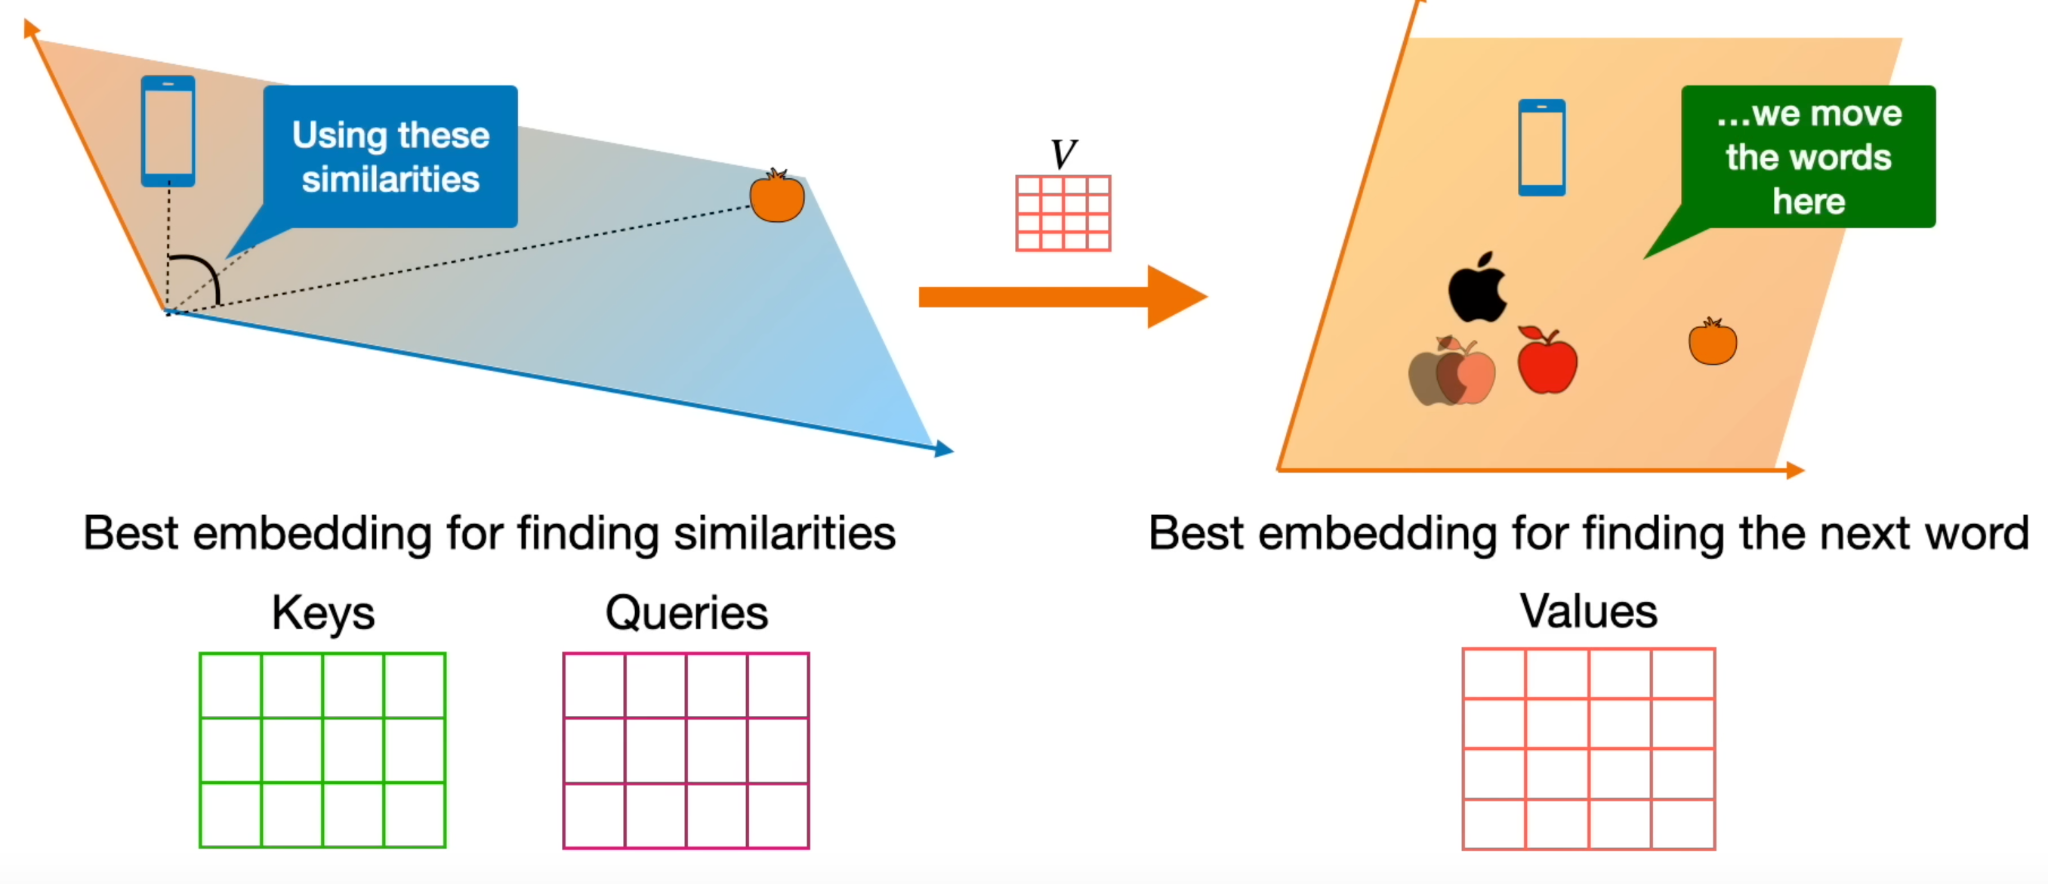 Using these
similarities
V
…we move
the words
here
Best embedding for finding similarities
Best embedding for finding the next word
Keys
Queries
Values